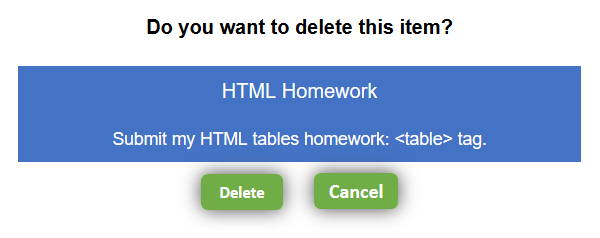 Do you want to delete this item?
HTML Homework
Submit my HTML tables homework: <table> tag.
Delete Cancel